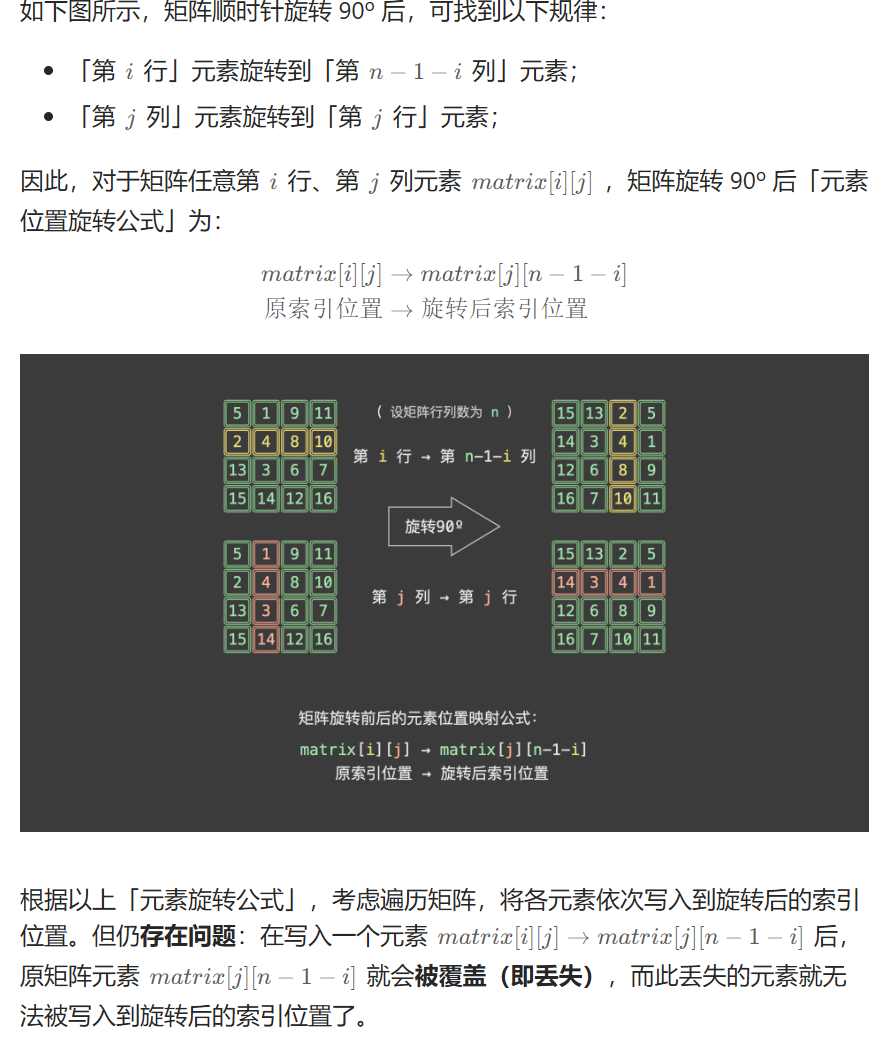 如下图所示，矩阵顺时针旋转 90º 后，可找到以下规律：
• 「第 i 行」元素旋转到「第 n − 1 − i 列」元素；
• 「第 j 列」元素旋转到「第 j 行」元素；
因此，对于矩阵任意第 i 行、第 j 列元素 matrix[i][j] ，矩阵旋转 90º 后「元素
位置旋转公式」为：
matrix[i][j] → matrix[j][n − 1 − i]
原索引位置 → 旋转后索引位置
5 1 9 11
2 4 8 10
13 3 6 7
15 14 12 16
( 设矩阵行列数为 n )
第 i 行 → 第 n-1-i 列
15 13 2 5
14 3 4 1
12 6 8 9
16 7 10 11
旋转90º
5 1 9 11
2 4 8 10
13 3 6 7
15 14 12 16
第 j 列 → 第 j 行
15 13 2 5
14 3 4 1
12 6 8 9
16 7 10 11
矩阵旋转前后的元素位置映射公式：
matrix[i][j] → matrix[j][n-1-i]
原索引位置 → 旋转后索引位置
根据以上「元素旋转公式」，考虑遍历矩阵，将各元素依次写入到旋转后的索引
位置。但仍存在问题：在写入一个元素 matrix[i][j] → matrix[j][n − 1 − i] 后，
原矩阵元素 matrix[j][n − 1 − i] 就会被覆盖（即丢失），而此丢失的元素就无
法被写入到旋转后的索引位置了。